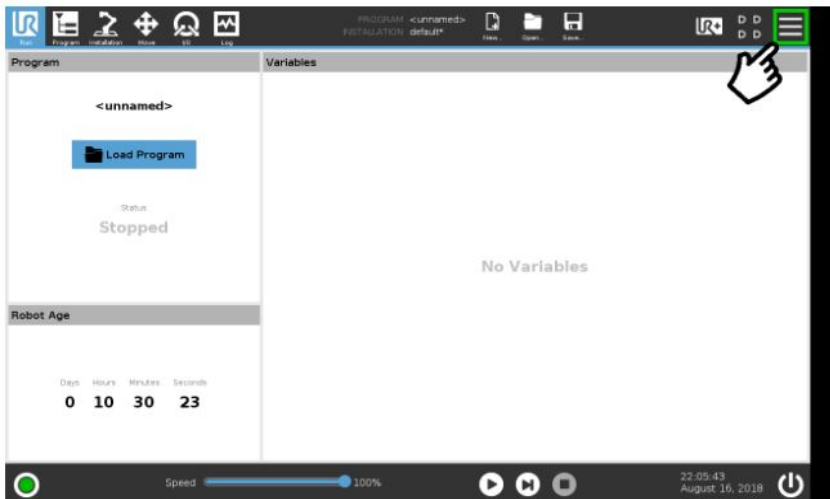 UR
UR+
D D
D D
PROGRAM <unnamed>
INSTALLATION default*
Run Program Installation Move I/O Log
New... Open... Save...
Program
Variables
<unnamed>
Load Program
Status
Stopped
No Variables
Robot Age
Days Hours Minutes Seconds
0 10 30 23
Speed 100%
22:05:43
August 16, 2018